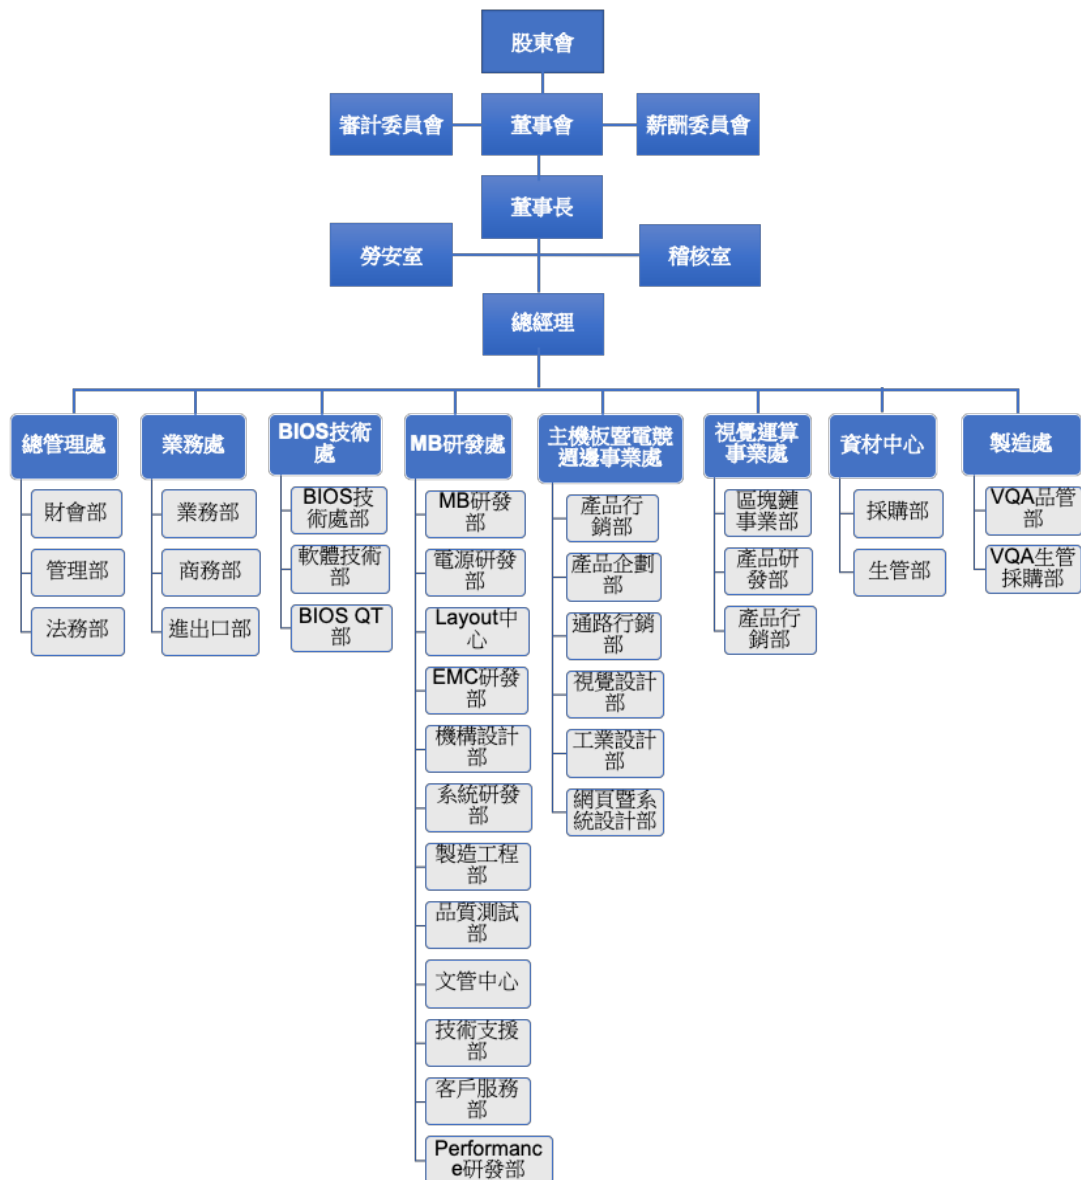 股東會
審計委員會
董事會
薪酬委員會
董事長
勞安室
稽核室
總經理
總管理處
財會部
管理部
法務部
業務處
業務部
商務部
進出口部
BIOS技術
處
BIOS技
術處部
軟體技術
部
BIOS QT
部
MB研發處
MB研發
部
電源研發
部
Layout中
心
EMC研發
部
機構設計
部
系統研發
部
製造工程
部
品質測試
部
文管中心
技術支援
部
客戶服務
部
Performanc
e研發部
主機板暨電競
週邊事業處
產品行
銷部
產品企劃
部
通路行銷
部
視覺設計
部
工業設計
部
網頁暨系
統設計部
視覺運算
事業處
區塊鏈
事業部
產品研
發部
產品行
銷部
資材中心
採購部
生管部
製造處
VQA品管
部
VQA生管
採購部